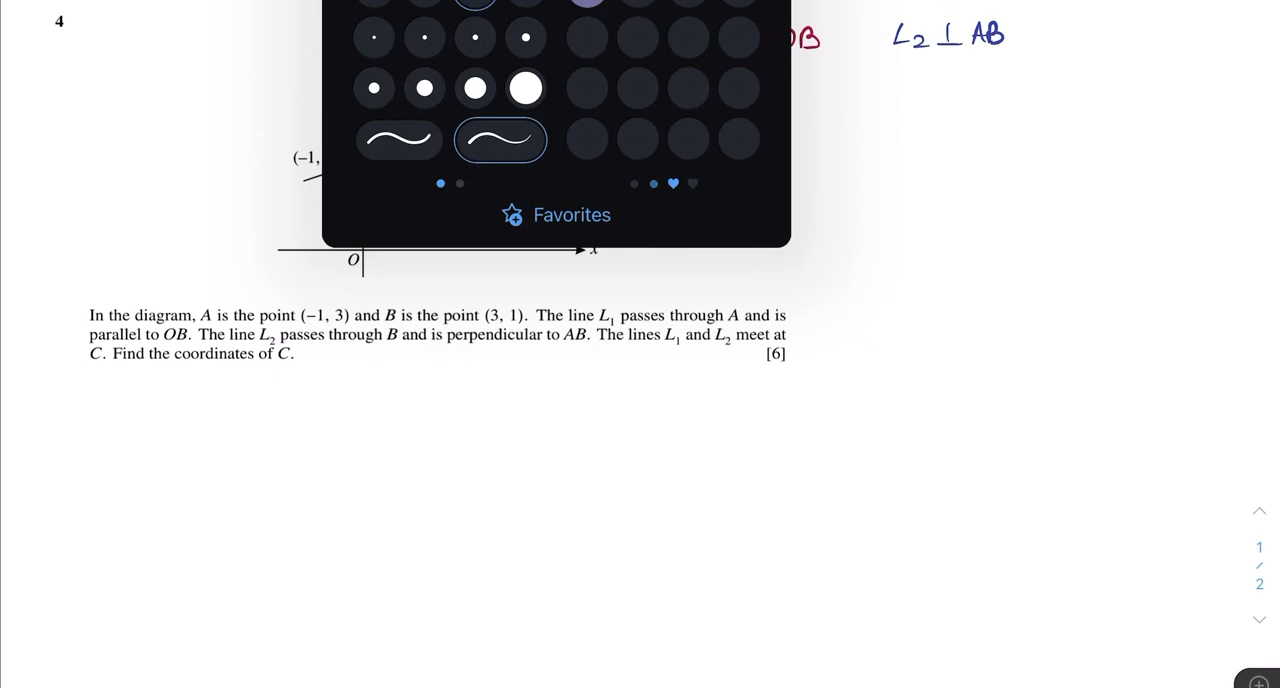 4
OB L₂ ⊥ AB
(−1,
Favorites
O x
In the diagram, A is the point (−1, 3) and B is the point (3, 1). The line L₁ passes through A and is
parallel to OB. The line L₂ passes through B and is perpendicular to AB. The lines L₁ and L₂ meet at
C. Find the coordinates of C. [6]
1
/
2